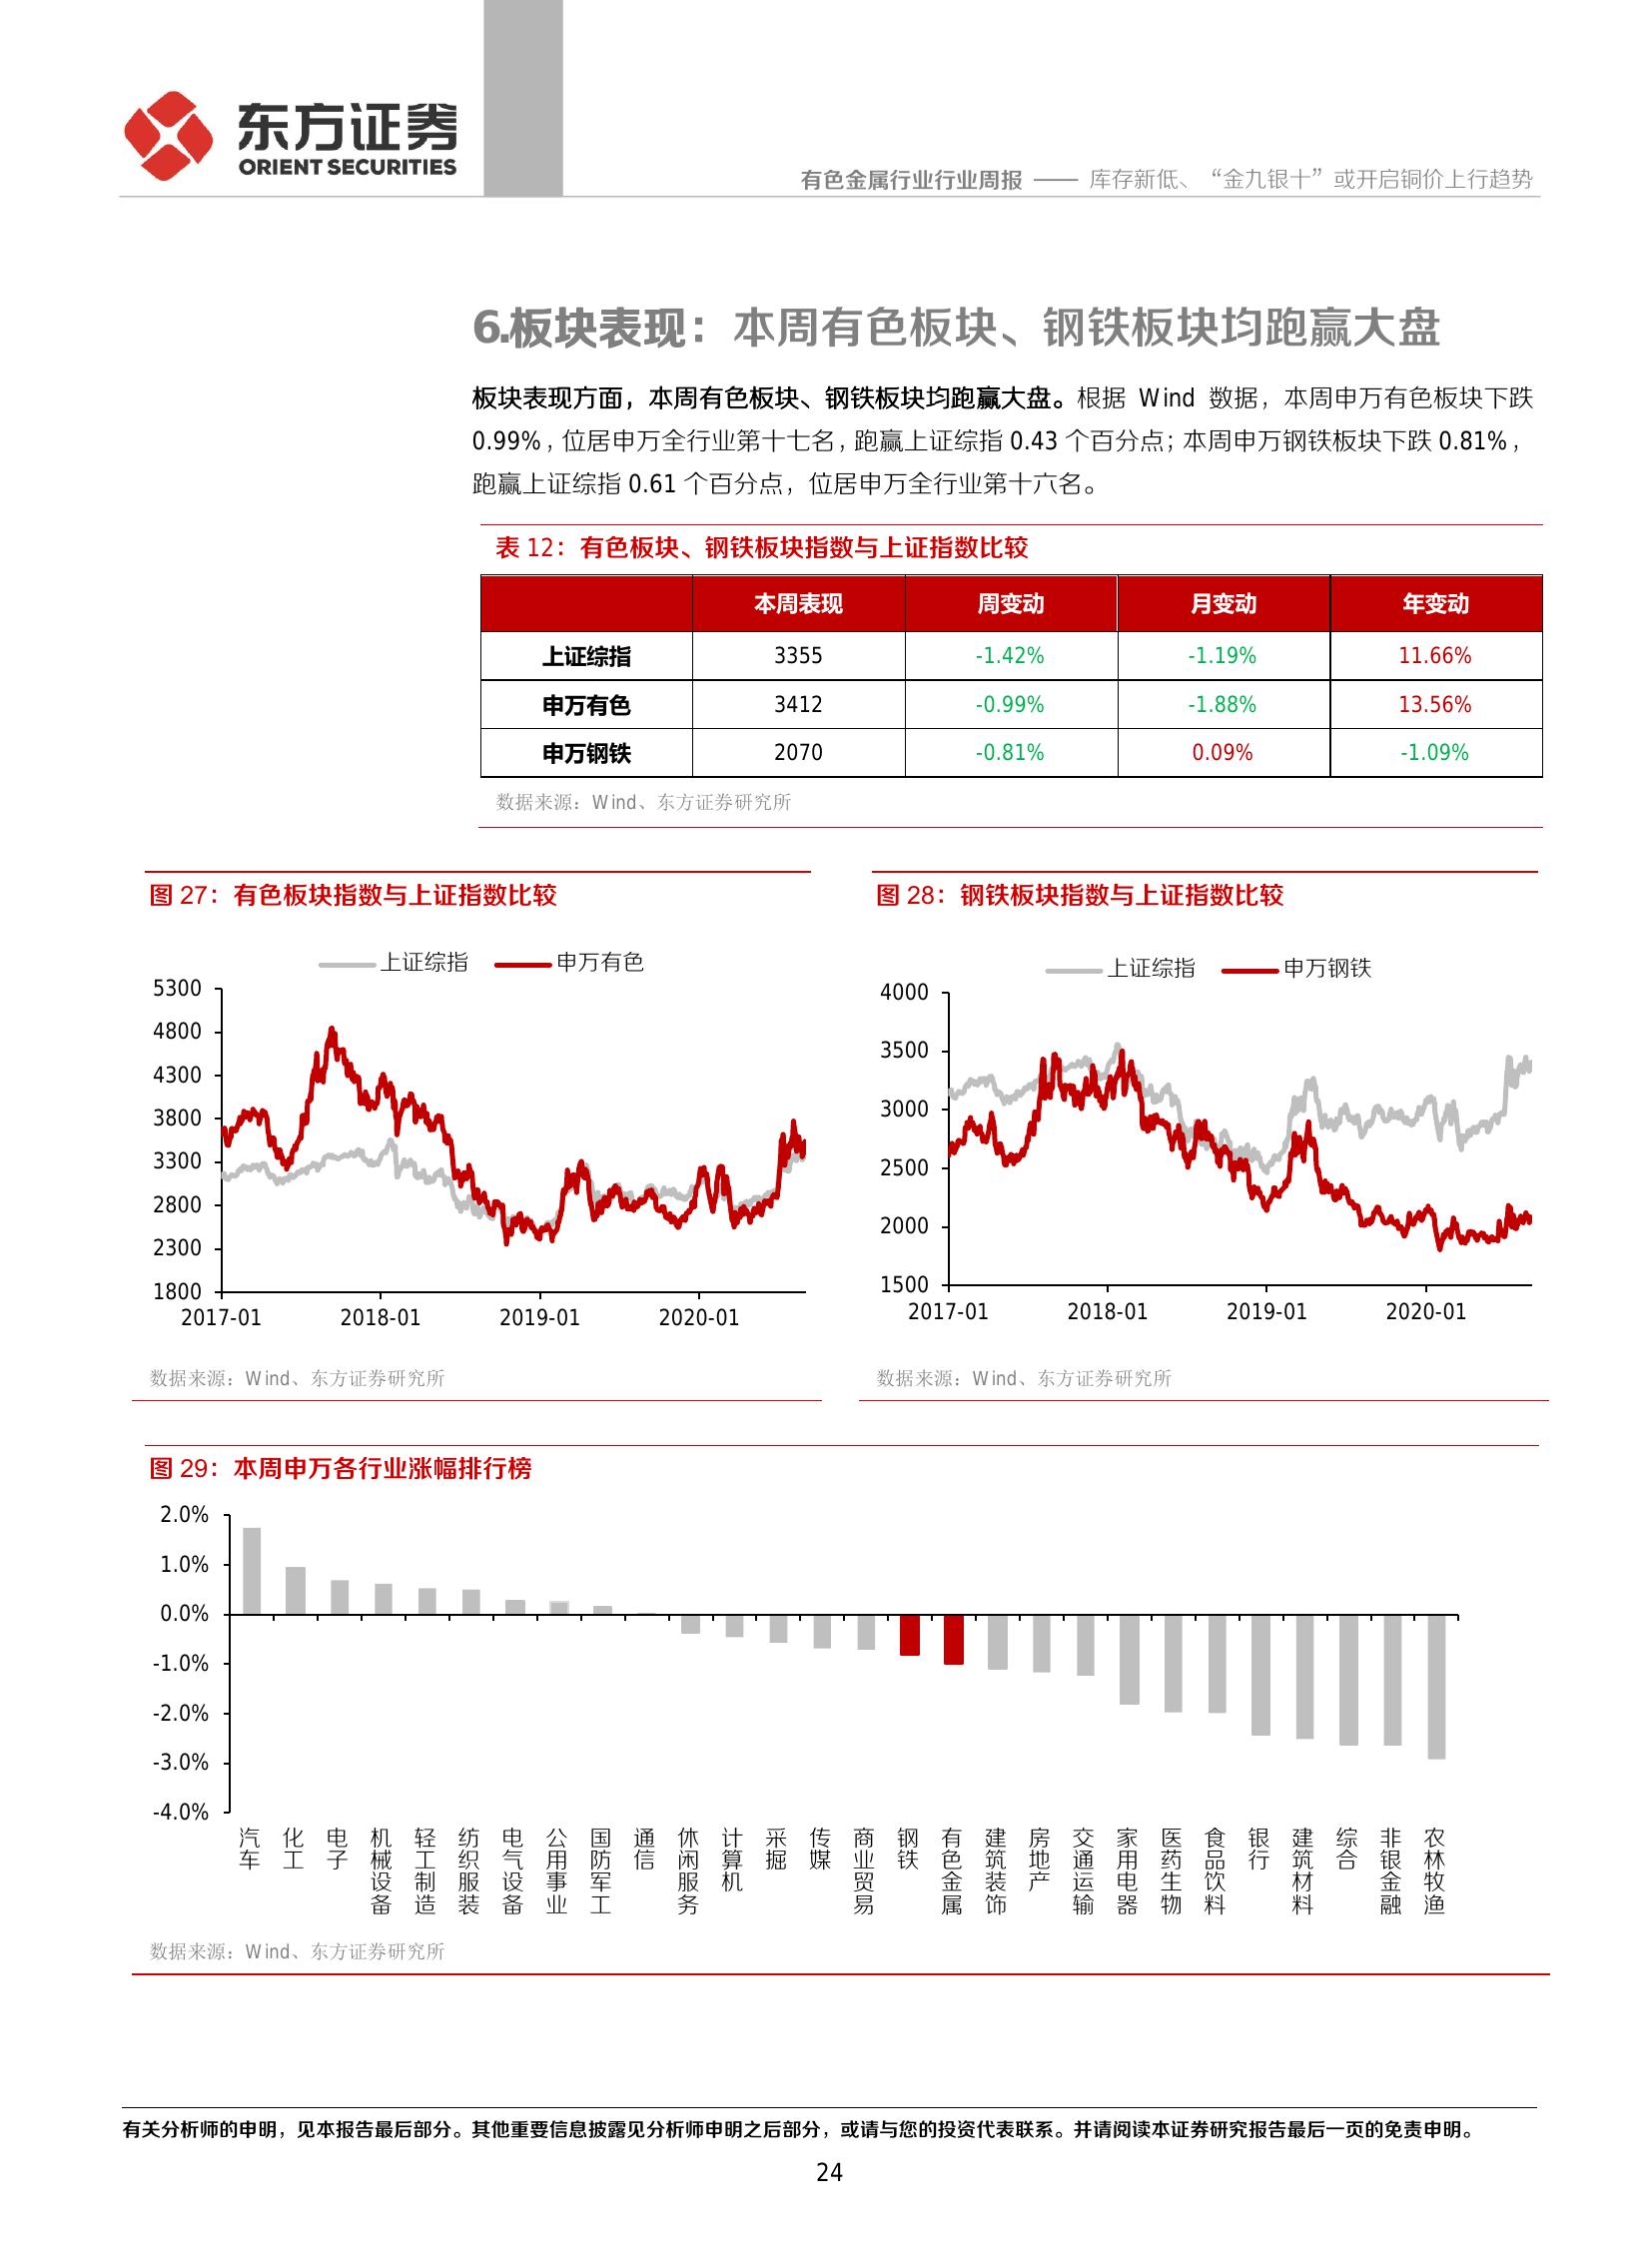 东方证券
ORIENT SECURITIES
有色金属行业行业周报 —— 库存新低、“金九银十”或开启铜价上行趋势
6.板块表现：本周有色板块、钢铁板块均跑赢大盘
板块表现方面，本周有色板块、钢铁板块均跑赢大盘。根据 Wind 数据，本周申万有色板块下跌
0.99%，位居申万全行业第十七名，跑赢上证综指 0.43 个百分点；本周申万钢铁板块下跌 0.81%，
跑赢上证综指 0.61 个百分点，位居申万全行业第十六名。
表 12：有色板块、钢铁板块指数与上证指数比较
本周表现 周变动 月变动 年变动
上证综指 3355 -1.42% -1.19% 11.66%
申万有色 3412 -0.99% -1.88% 13.56%
申万钢铁 2070 -0.81% 0.09% -1.09%
数据来源：Wind、东方证券研究所
图 27：有色板块指数与上证指数比较
上证综指 申万有色
5300
4800
4300
3800
3300
2800
2300
1800
2017-01 2018-01 2019-01 2020-01
数据来源：Wind、东方证券研究所
图 28：钢铁板块指数与上证指数比较
上证综指 申万钢铁
4000
3500
3000
2500
2000
1500
2017-01 2018-01 2019-01 2020-01
数据来源：Wind、东方证券研究所
图 29：本周申万各行业涨幅排行榜
2.0%
1.0%
0.0%
-1.0%
-2.0%
-3.0%
-4.0%
汽车 化工 电子 机械设备 轻工制造 纺织服装 电气设备 公用事业 国防军工 通信 休闲服务 计算机 采掘 传媒 商业贸易 钢铁 有色金属 建筑装饰 房地产 交通运输 家用电器 医药生物 食品饮料 银行 建筑材料 综合 非银金融 农林牧渔
数据来源：Wind、东方证券研究所
有关分析师的申明，见本报告最后部分。其他重要信息披露见分析师申明之后部分，或请与您的投资代表联系。并请阅读本证券研究报告最后一页的免责申明。
24